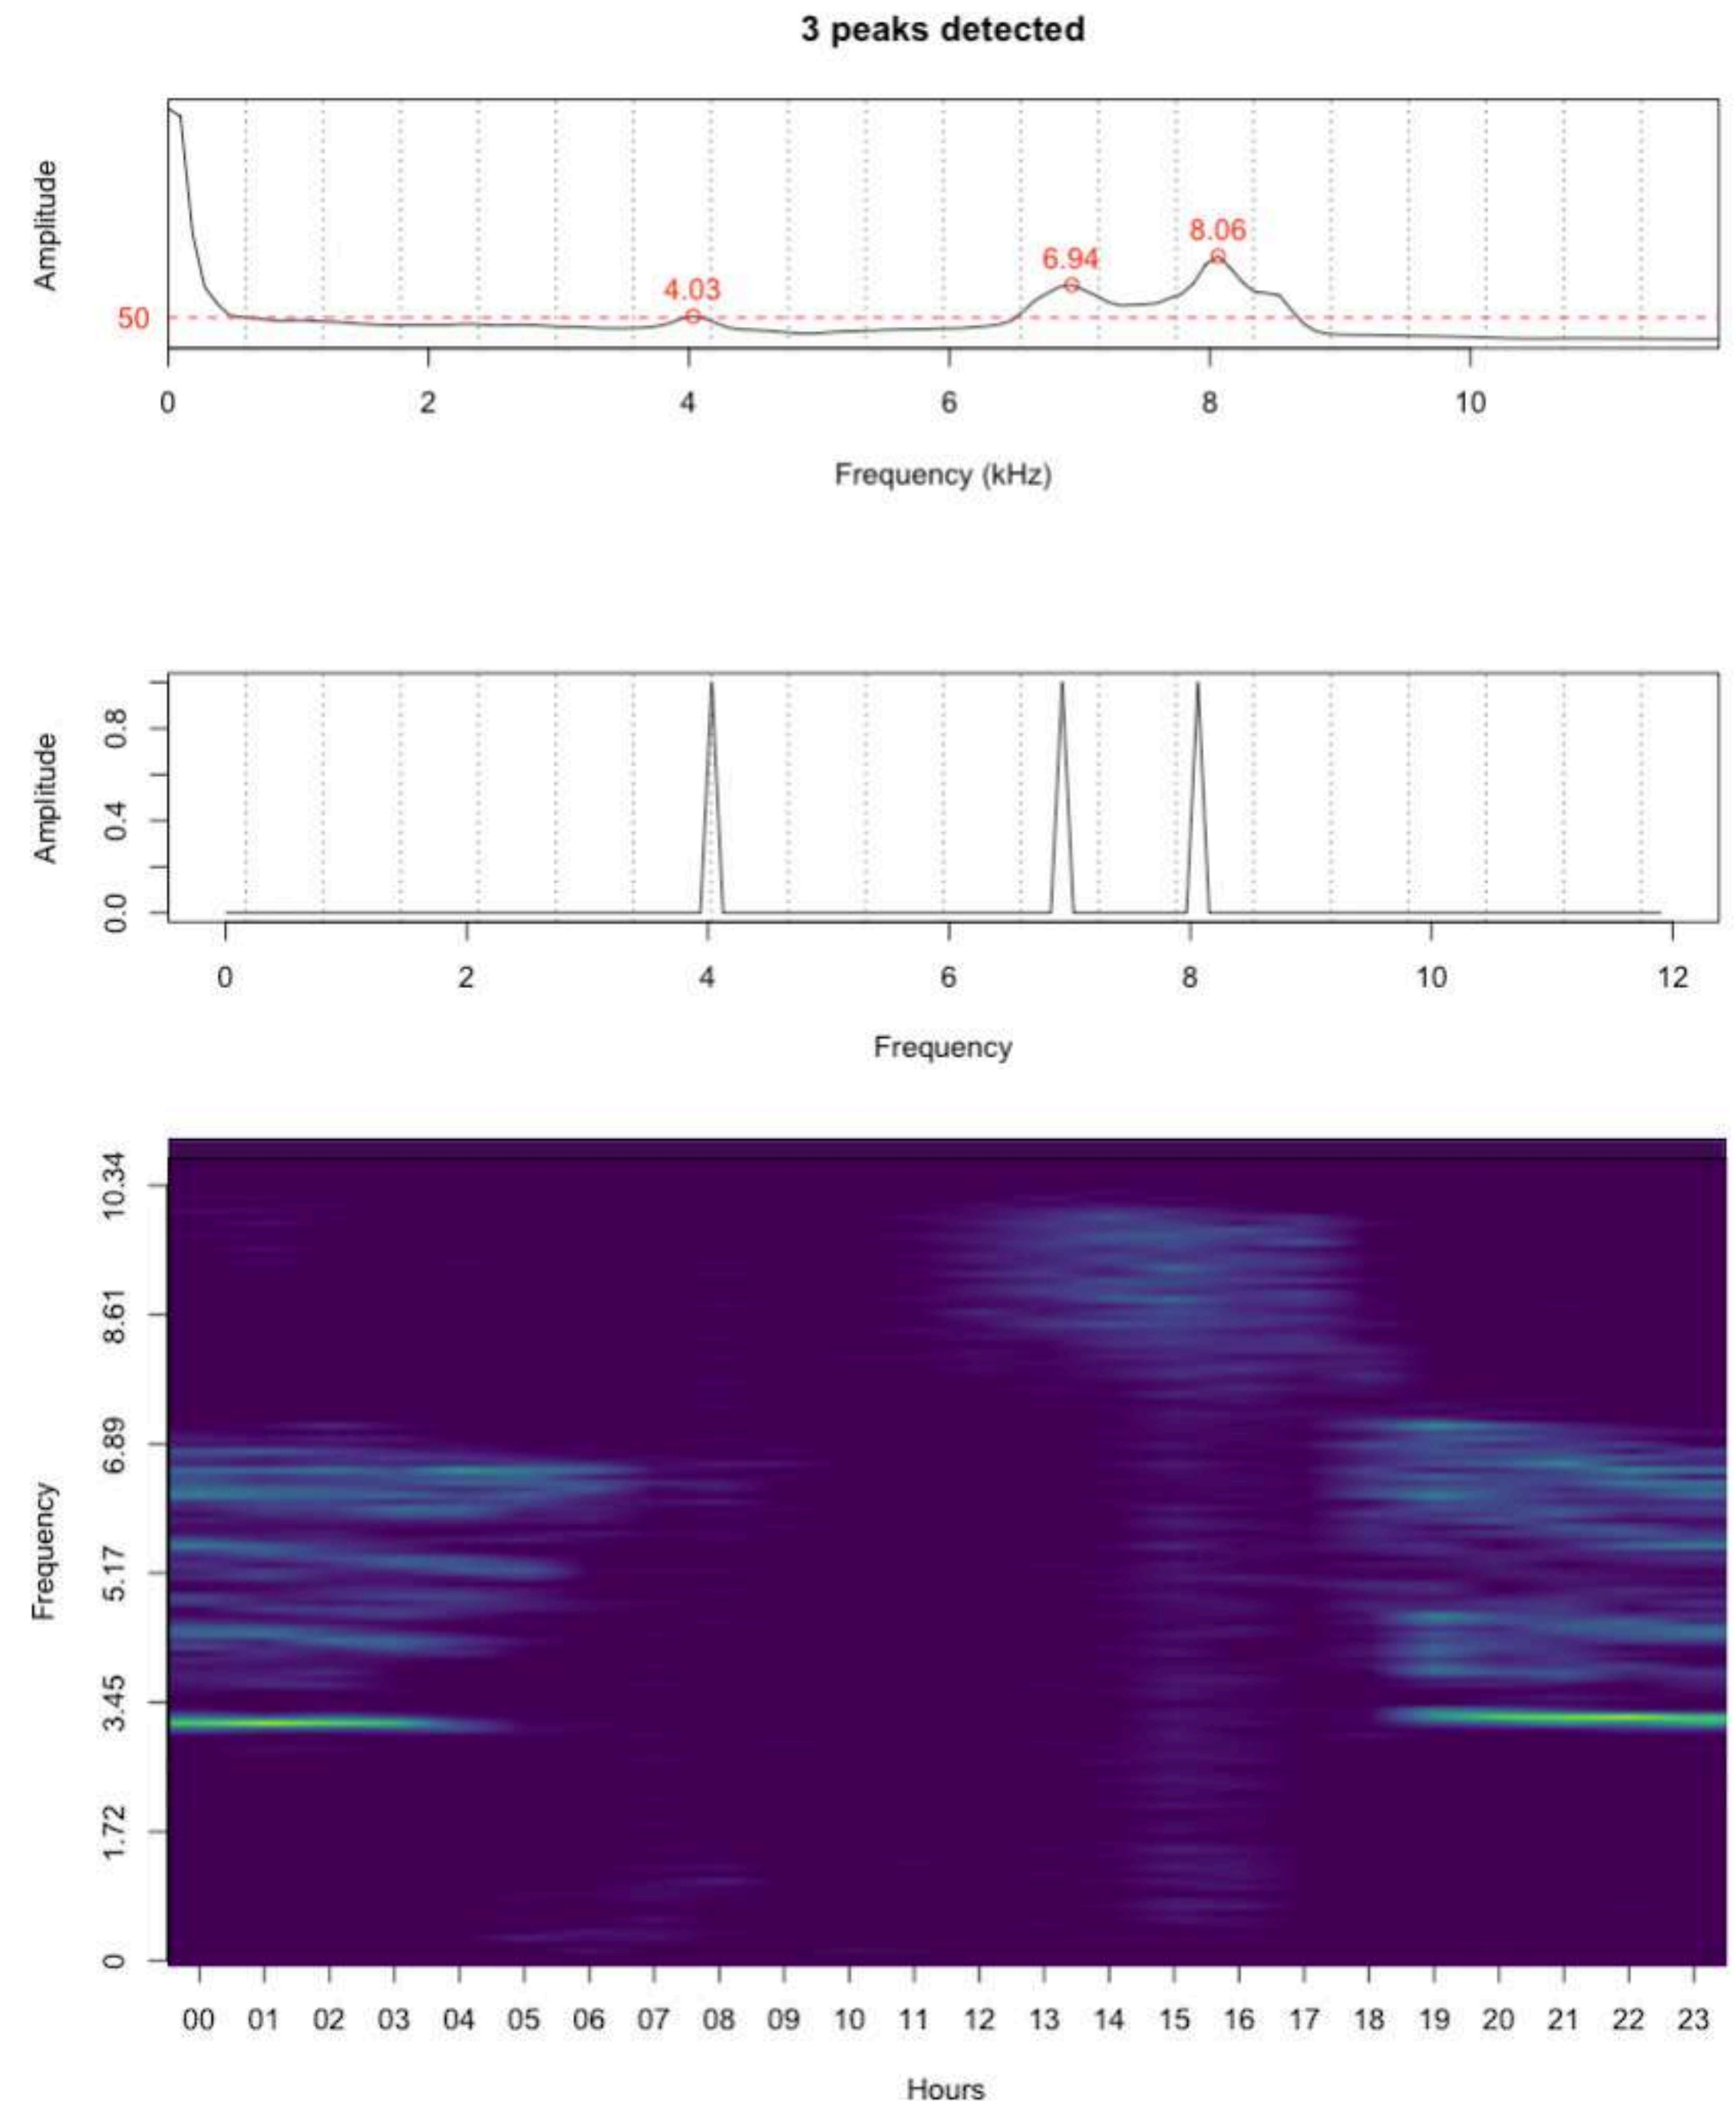 3 peaks detected
Amplitude
8.06
6.94
4.03
50
0 2 4 6 8 10
Frequency (kHz)
Amplitude
0.8
0.4
0.0
0 2 4 6 8 10 12
Frequency
Frequency
10.34
8.61
6.89
5.17
3.45
1.72
0
00 01 02 03 04 05 06 07 08 09 10 11 12 13 14 15 16 17 18 19 20 21 22 23
Hours